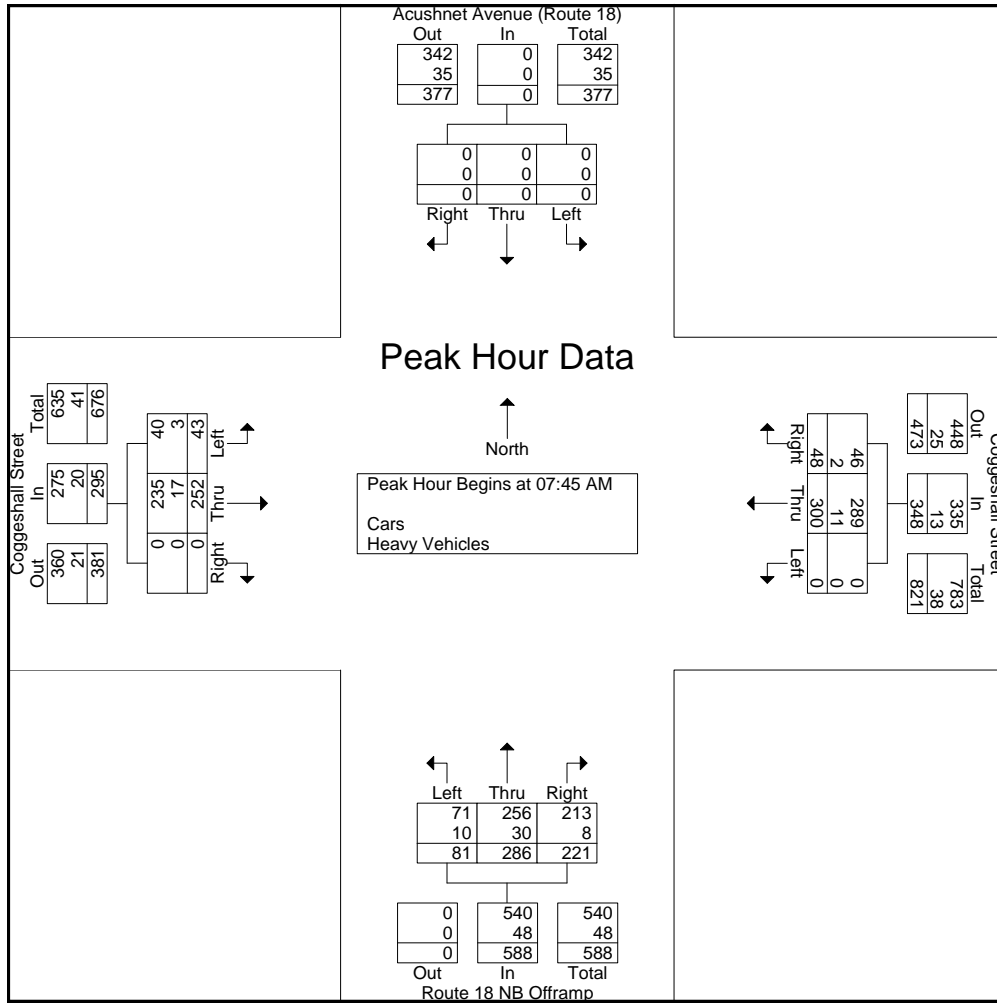 Acushnet Avenue (Route 18)
Out In Total
342 0 342
35 0 35
377 0 377
0 0 0
0 0 0
0 0 0
Right Thru Left
Peak Hour Data
North
Peak Hour Begins at 07:45 AM
Cars
Heavy Vehicles
Coggeshall Street
Total In Out
635 275 360
41 20 21
676 295 381
40 235 0
3 17 0
43 252 0
Left Thru Right
Coggeshall Street
Out In Total
448 335 783
25 13 38
473 348 821
46 289 0
2 11 0
48 300 0
Right Thru Left
Left Thru Right
71 256 213
10 30 8
81 286 221
0 540 540
0 48 48
0 588 588
Out In Total
Route 18 NB Offramp